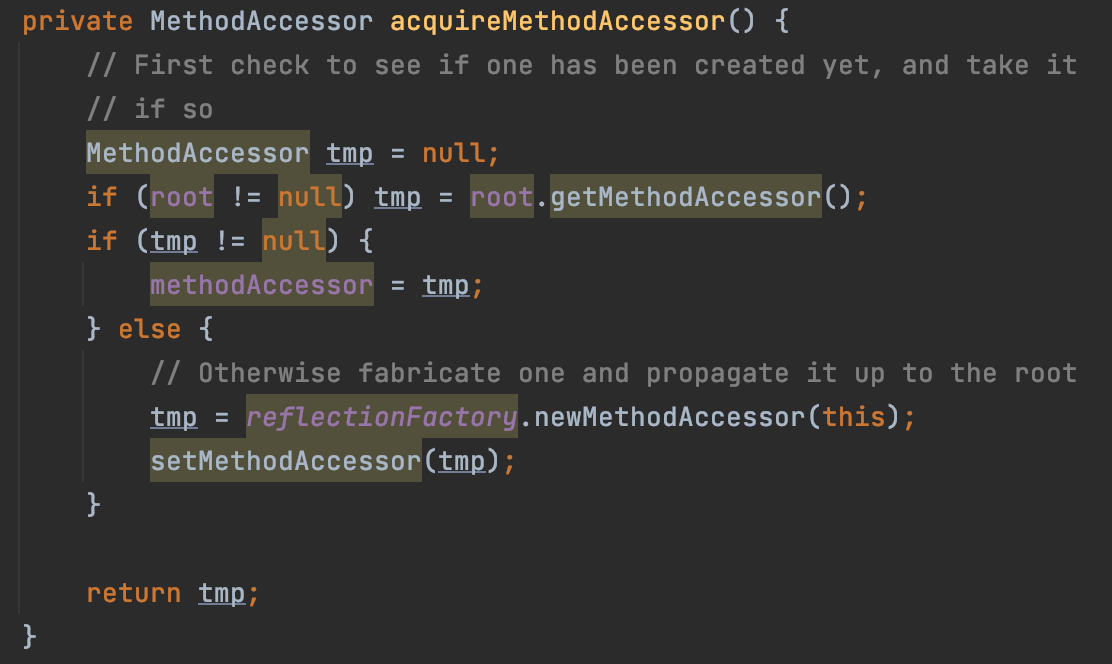 private MethodAccessor acquireMethodAccessor() {
    // First check to see if one has been created yet, and take it
    // if so
    MethodAccessor tmp = null;
    if (root != null) tmp = root.getMethodAccessor();
    if (tmp != null) {
        methodAccessor = tmp;
    } else {
        // Otherwise fabricate one and propagate it up to the root
        tmp = reflectionFactory.newMethodAccessor(this);
        setMethodAccessor(tmp);
    }

    return tmp;
}